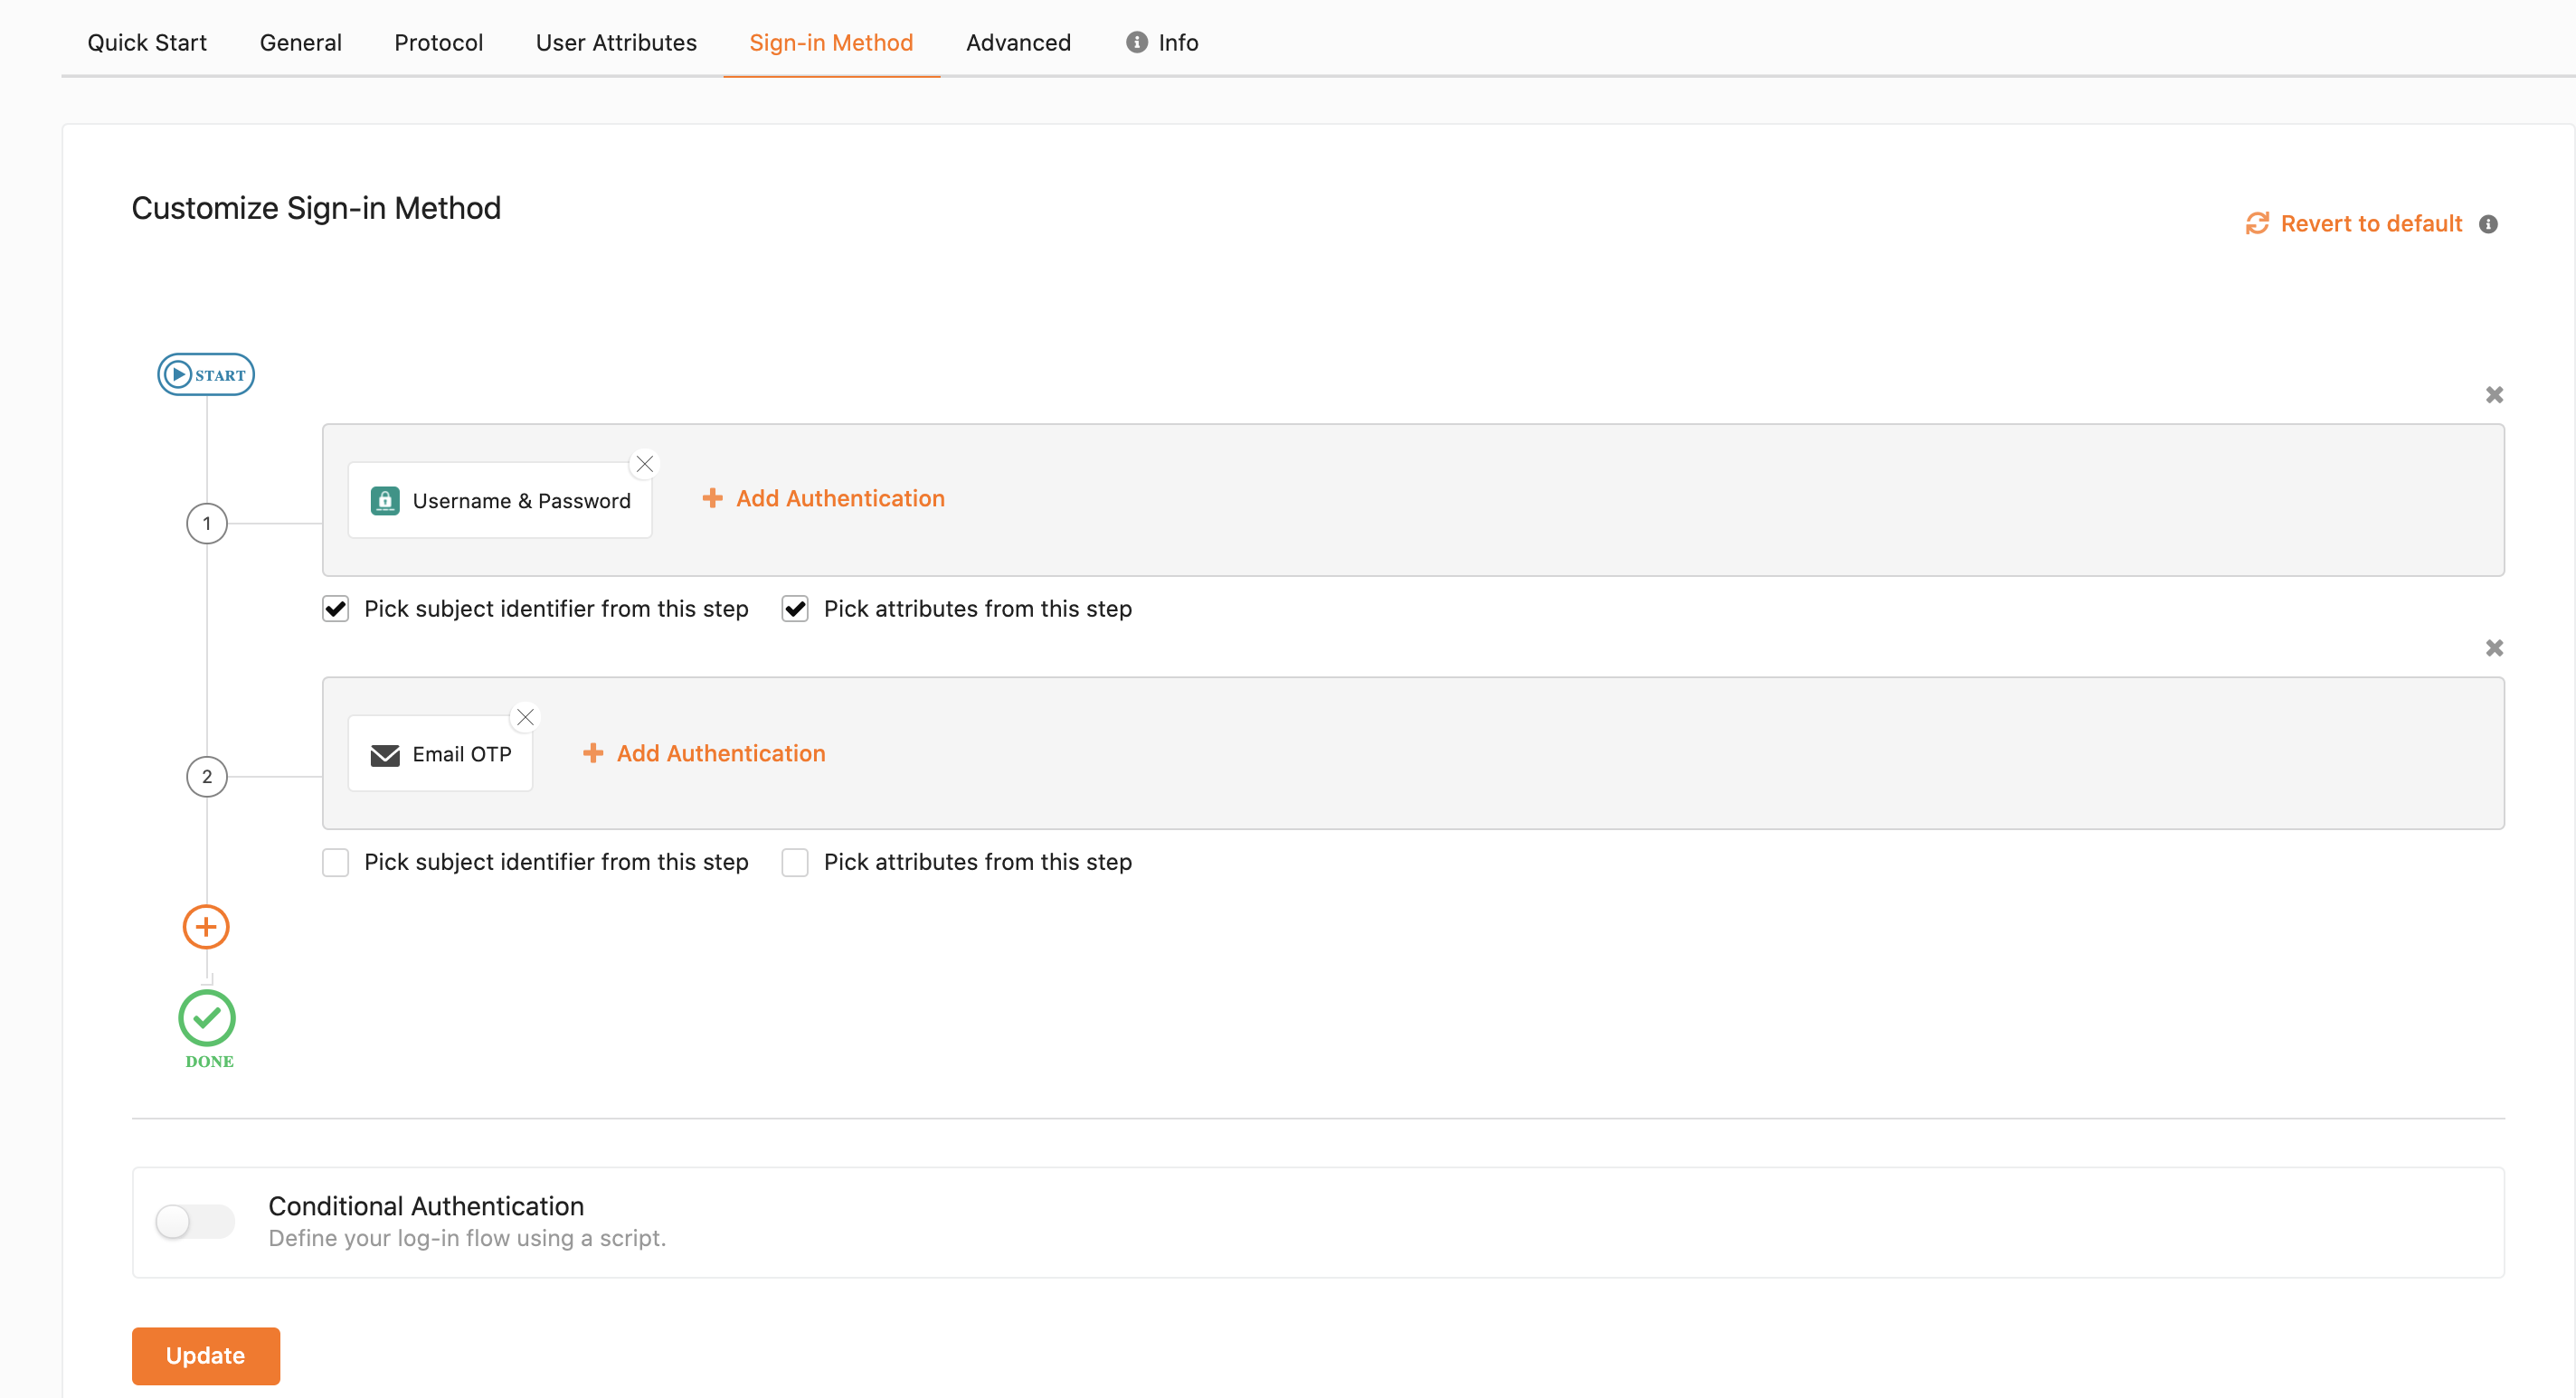 Quick Start General Protocol User Attributes Sign-in Method Advanced Info
Customize Sign-in Method
Revert to default
START
1
Username & Password
Add Authentication
Pick subject identifier from this step Pick attributes from this step
2
Email OTP
Add Authentication
Pick subject identifier from this step Pick attributes from this step
DONE
Conditional Authentication
Define your log-in flow using a script.
Update